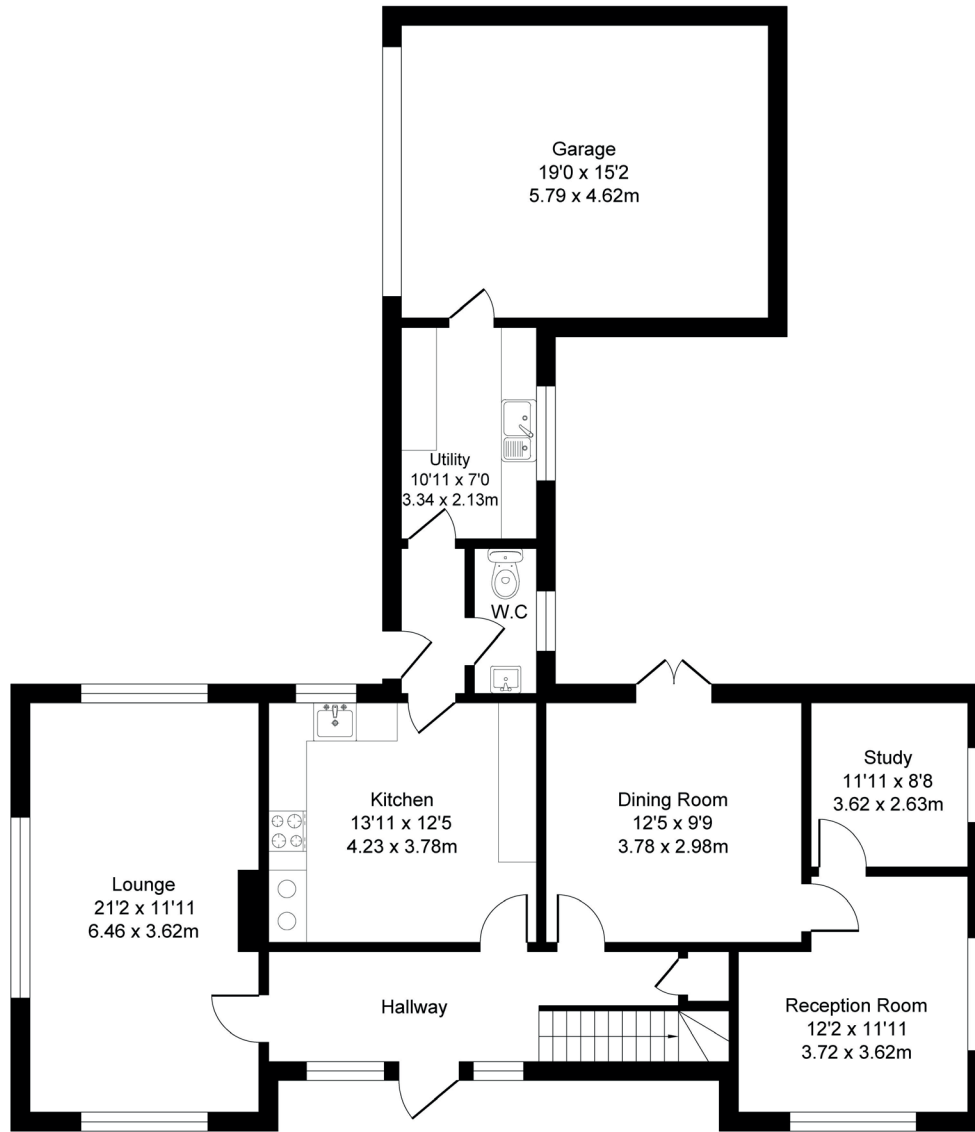 Garage
19'0 x 15'2
5.79 x 4.62m
Utility
10'11 x 7'0
3.34 x 2.13m
W.C
Kitchen
13'11 x 12'5
4.23 x 3.78m
Dining Room
12'5 x 9'9
3.78 x 2.98m
Study
11'11 x 8'8
3.62 x 2.63m
Lounge
21'2 x 11'11
6.46 x 3.62m
Hallway
Reception Room
12'2 x 11'11
3.72 x 3.62m